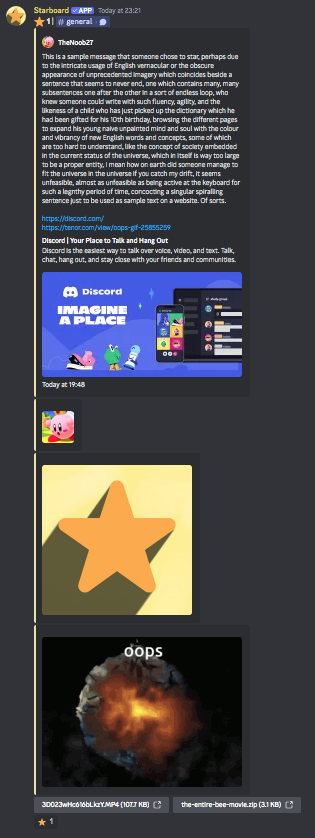 Starboard ✓APP Today at 23:21
1 | # general ›
TheNoob27
This is a sample message that someone chose to star, perhaps due
to the intricate usage of English vernacular or the obscure
appearance of unprecedented imagery which coincides beside a
sentence that seems to never end, one which contains many, many
subsentences one after the other in a sort of endless loop, who
knew someone could write with such fluency, agility, and the
likeness of a child who has just picked up the dictionary which he
had been gifted for his 10th birthday, browsing the different pages
to expand his young naive unpainted mind and soul with the colour
and vibrancy of new English words and concepts, some of which
are too hard to understand, like the concept of society embedded
in the current status of the universe, which in itself is way too large
to be a proper entity, I mean how on earth did someone manage to
fit the universe in the universe if you catch my drift, it seems
unfeasible, almost as unfeasible as being active at the keyboard for
such a legnthy period of time, concocting a singular spiralling
sentence just to be used as sample text on a website. Of sorts.
https://discord.com/
https://tenor.com/view/oops-gif-25855259
Discord | Your Place to Talk and Hang Out
Discord is the easiest way to talk over voice, video, and text. Talk,
chat, hang out, and stay close with your friends and communities.
Discord
IMAGINE
A PLACE
Today at 19:48
oops
the-entire-bee-movie.zip (3.1 KB)
1